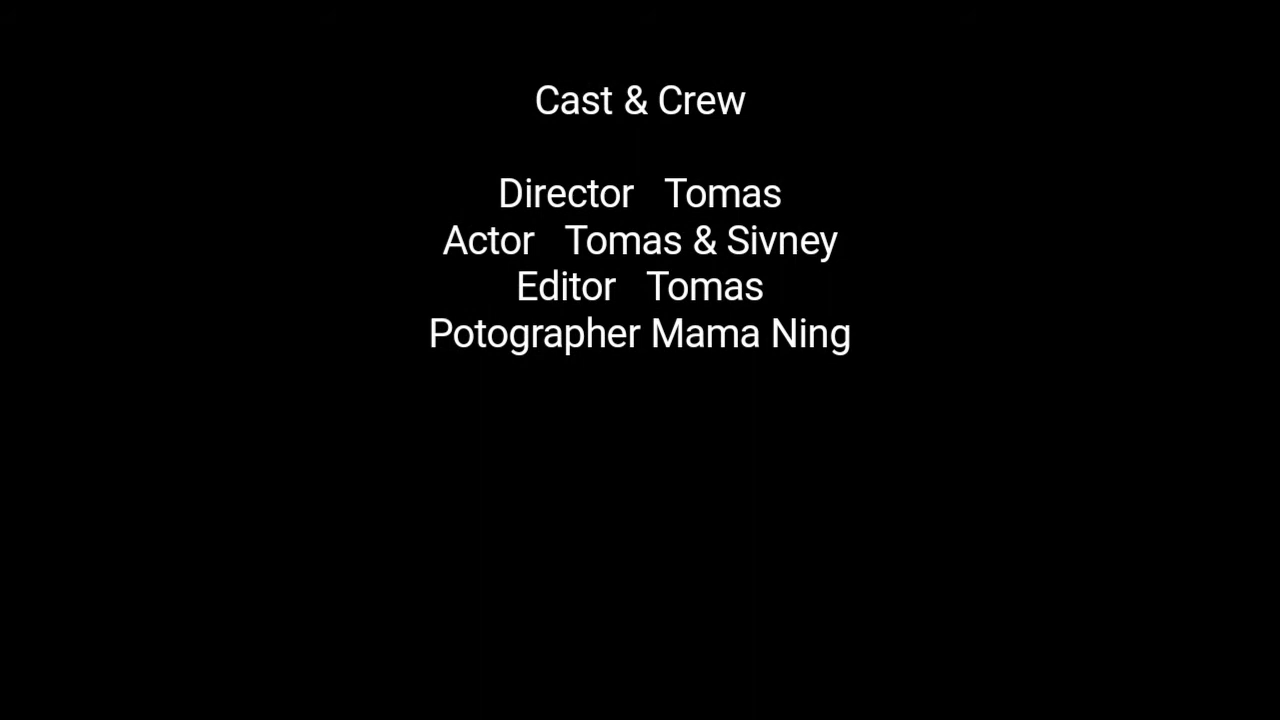 Cast & Crew
Director Tomas
Actor Tomas & Sivney
Editor Tomas
Potographer Mama Ning